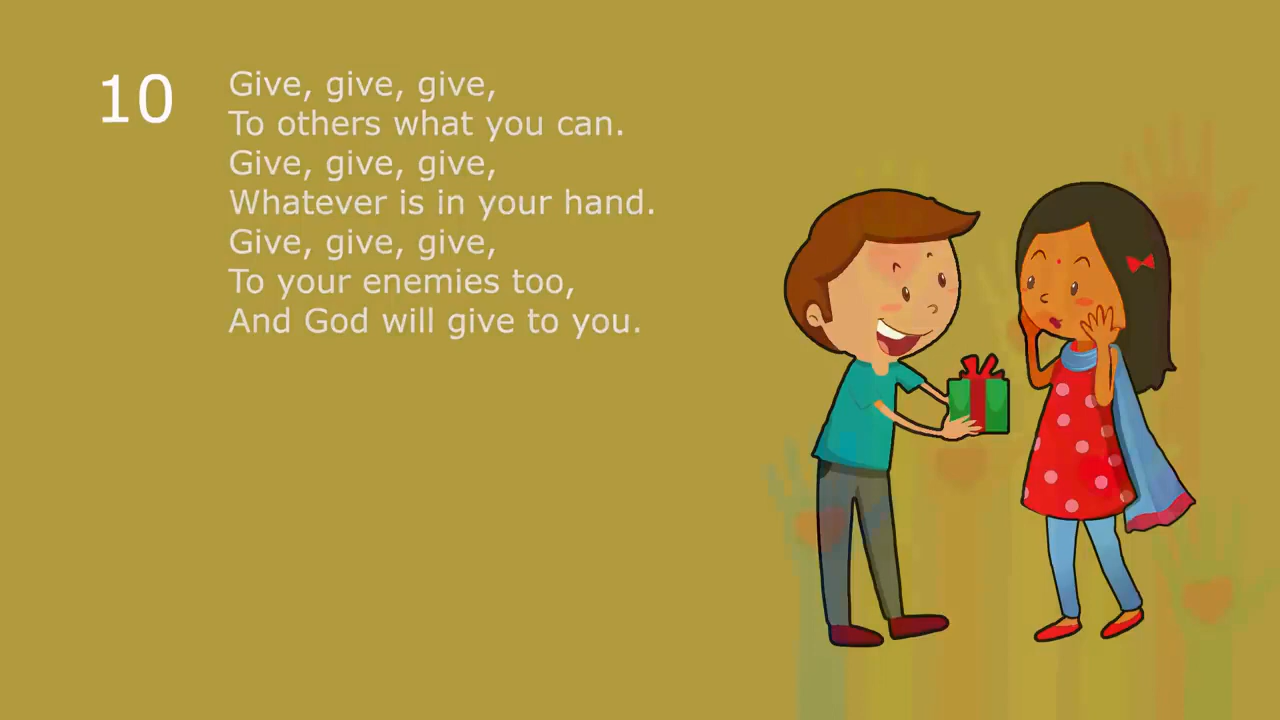 10
Give, give, give,
To others what you can.
Give, give, give,
Whatever is in your hand.
Give, give, give,
To your enemies too,
And God will give to you.